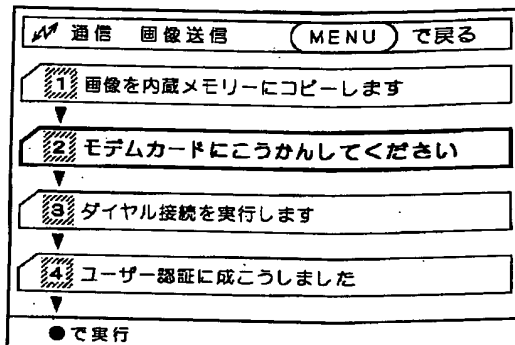 通信 画像送信 MENU で戻る
1 画像を内蔵メモリーにコピーします
2 モデムカードにこうかんしてください
3 ダイヤル接続を実行します
4 ユーザー認証に成こうしました
●で実行